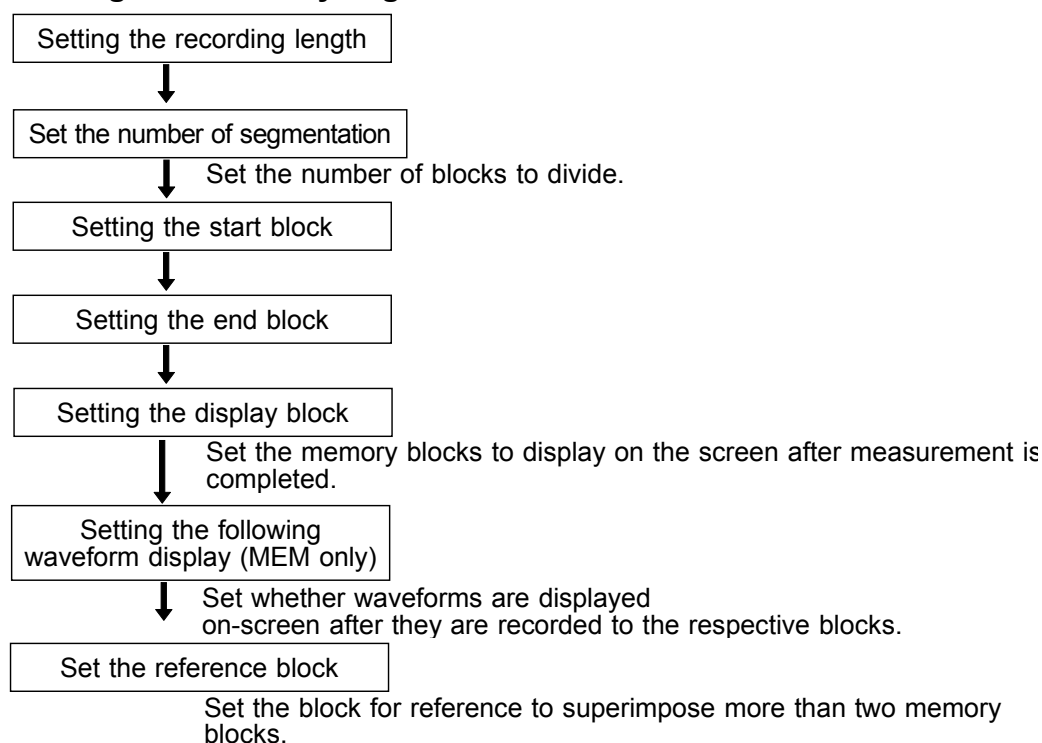 Setting the recording length
Set the number of segmentation
Set the number of blocks to divide.
Setting the start block
Setting the end block
Setting the display block
Set the memory blocks to display on the screen after measurement is
completed.
Setting the following
waveform display (MEM only)
Set whether waveforms are displayed
on-screen after they are recorded to the respective blocks.
Set the reference block
Set the block for reference to superimpose more than two memory
blocks.